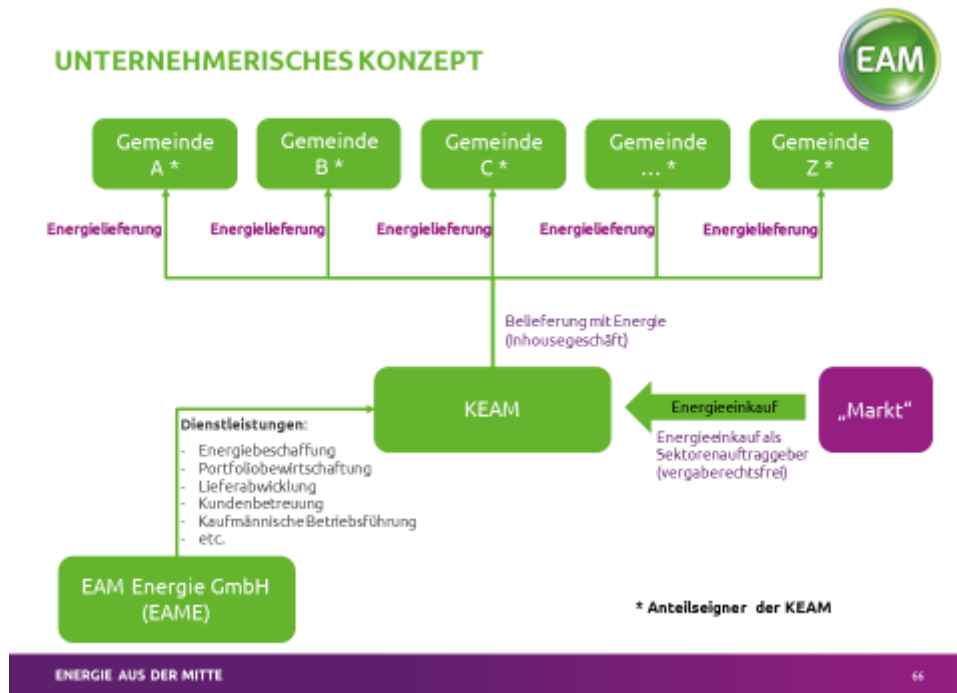 UNTERNEHMERISCHES KONZEPT
EAM
Gemeinde
A *
Gemeinde
B *
Gemeinde
C *
Gemeinde
... *
Gemeinde
Z *
Energielieferung
Energielieferung
Energielieferung
Energielieferung
Energielieferung
Belieferung mit Energie
(Inhousegeschäft)
KEAM
Energieeinkauf
„Markt“
Energieeinkauf als
Sektorenauftraggeber
(vergaberechtsfrei)
Dienstleistungen:
- Energiebeschaffung
- Portfoliobewirtschaftung
- Lieferabwicklung
- Kundenbetreuung
- Kaufmännische Betriebsführung
- etc.
EAM Energie GmbH
(EAME)
* Anteilseigner der KEAM
ENERGIE AUS DER MITTE
66